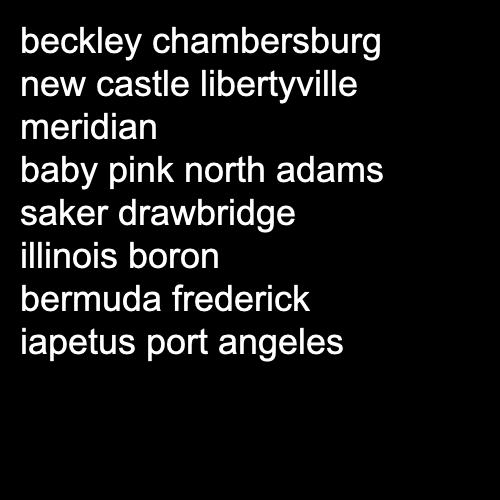 beckley chambersburg
new castle libertyville
meridian
baby pink north adams
saker drawbridge
illinois boron
bermuda frederick
iapetus port angeles